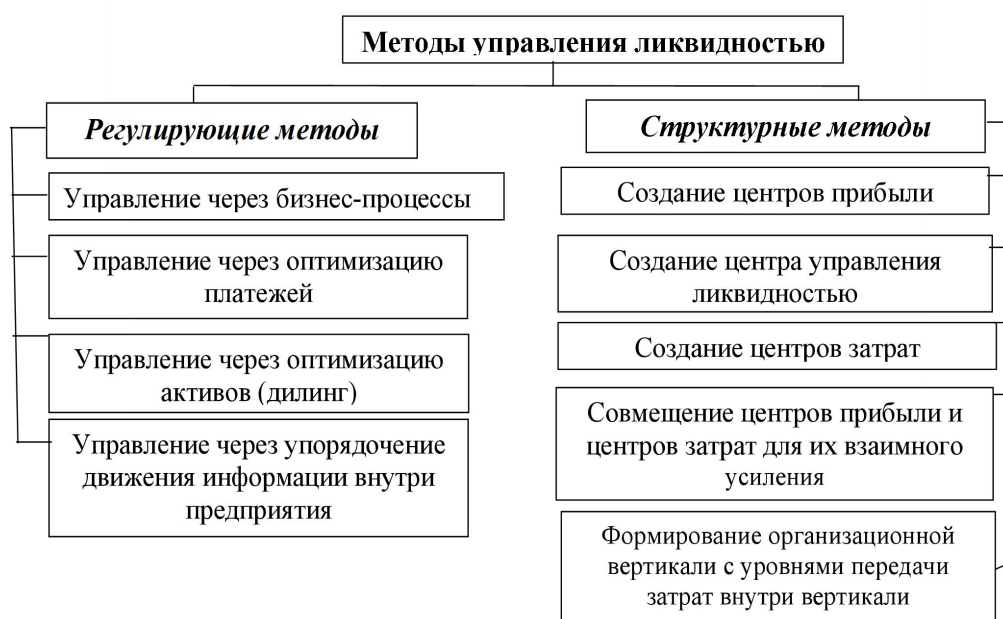 Методы управления ликвидностью
Регулирующие методы
Управление через бизнес-процессы
Управление через оптимизацию
платежей
Управление через оптимизацию
активов (дилинг)
Управление через упорядочение
движения информации внутри
предприятия
Структурные методы
Создание центров прибыли
Создание центра управления
ликвидностью
Создание центров затрат
Совмещение центров прибыли и
центров затрат для их взаимного
усиления
Формирование организационной
вертикали с уровнями передачи
затрат внутри вертикали